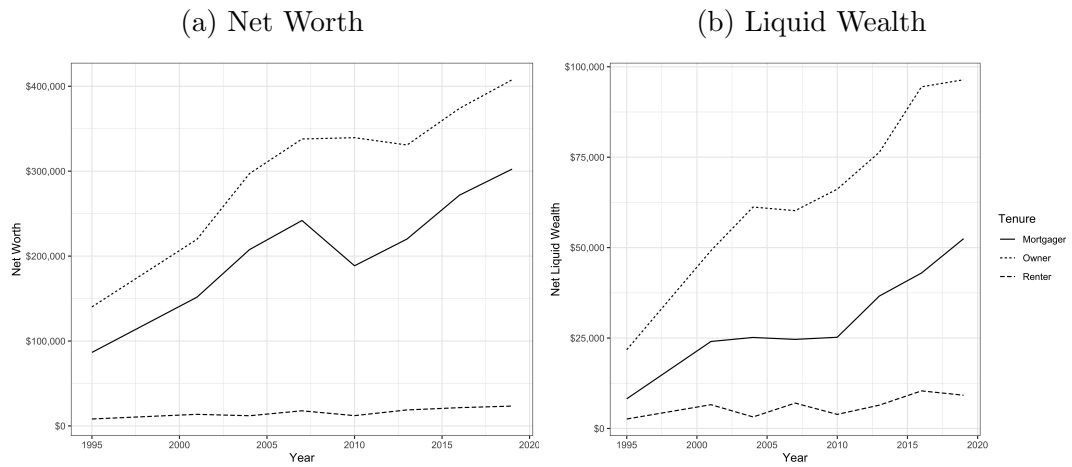 (a) Net Worth
$400,000
$300,000
$200,000
$100,000
$0
Net Worth
1995 2000 2005 2010 2015 2020
Year
(b) Liquid Wealth
$100,000
$75,000
$50,000
$25,000
$0
Net Liquid Wealth
1995 2000 2005 2010 2015 2020
Year
Tenure
Mortgager
Owner
Renter